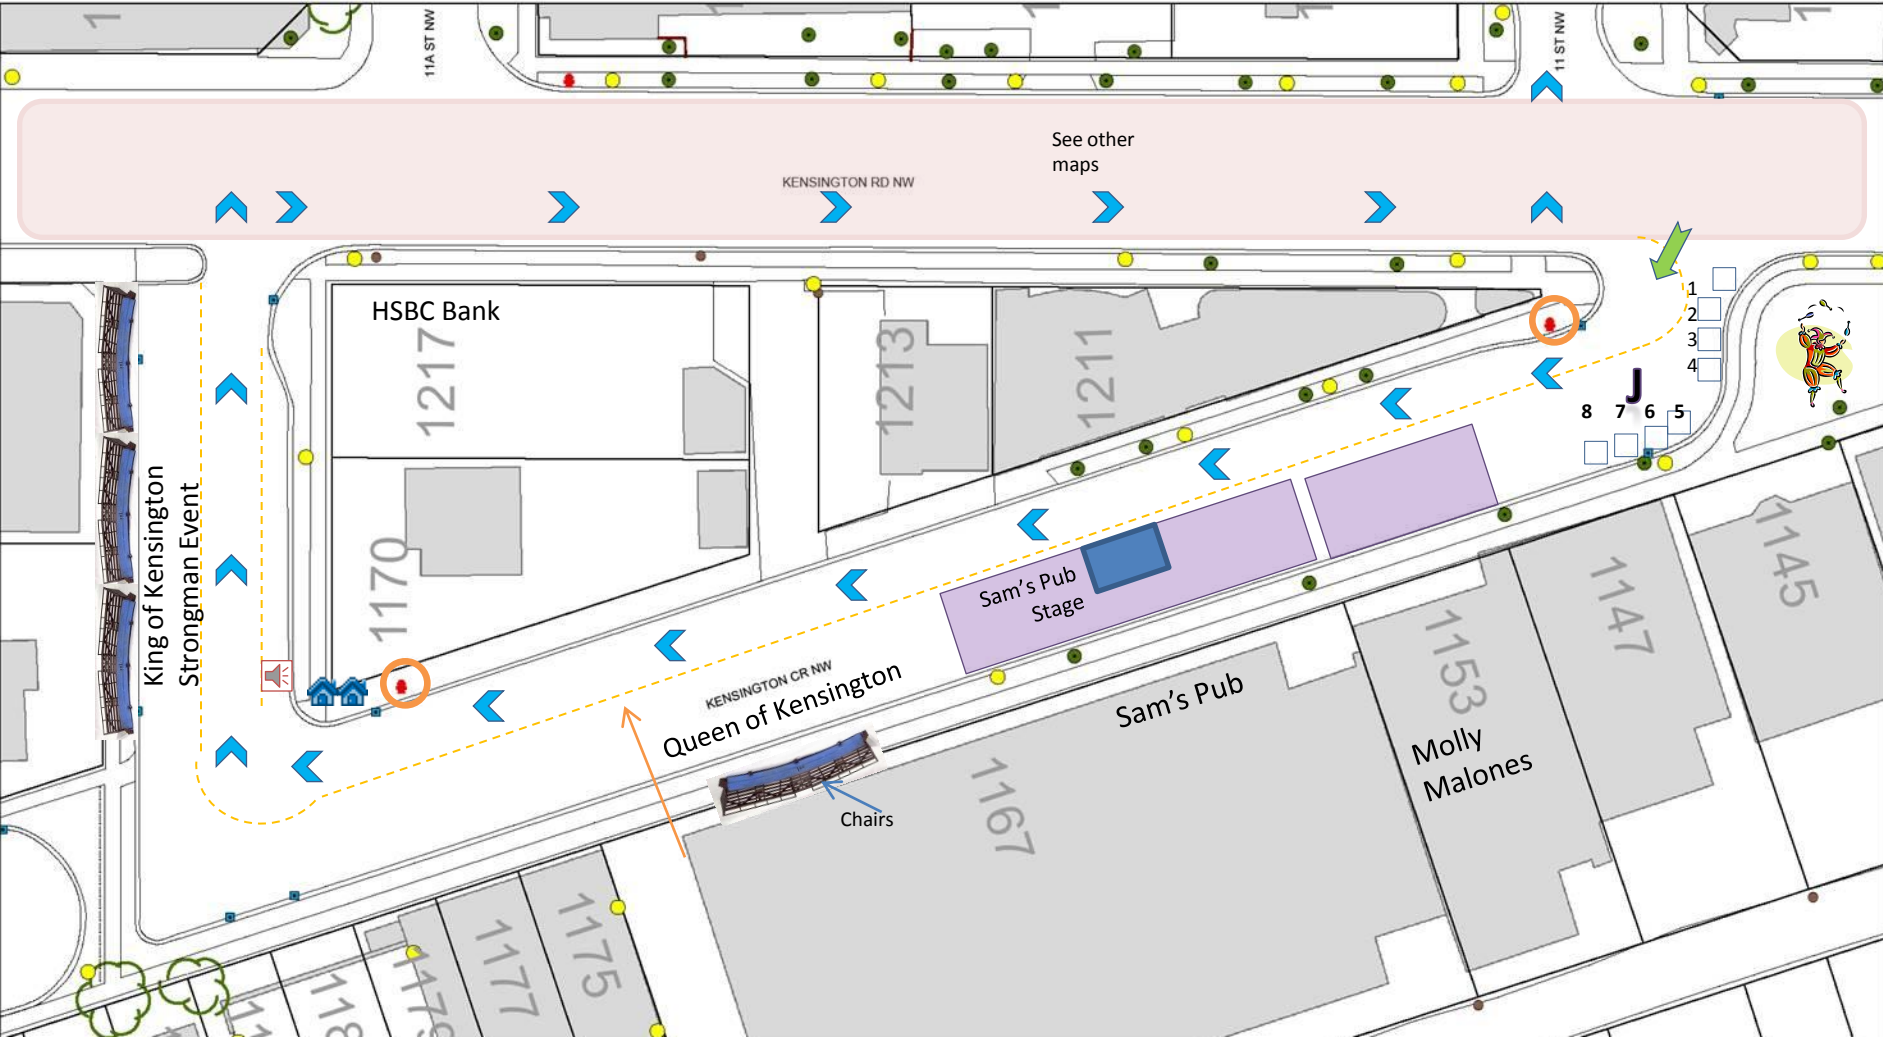 11A ST NW
11 ST NW
See other
maps
KENSINGTON RD NW
HSBC Bank
1217
1213
1211
1
2
3
4
J
8 7 6 5
King of Kensington
Strongman Event
1170
Sam's Pub
Stage
KENSINGTON CR NW
Queen of Kensington
Sam's Pub
Chairs
Molly
Malones
1167
1153
1147
1145
1175
1177